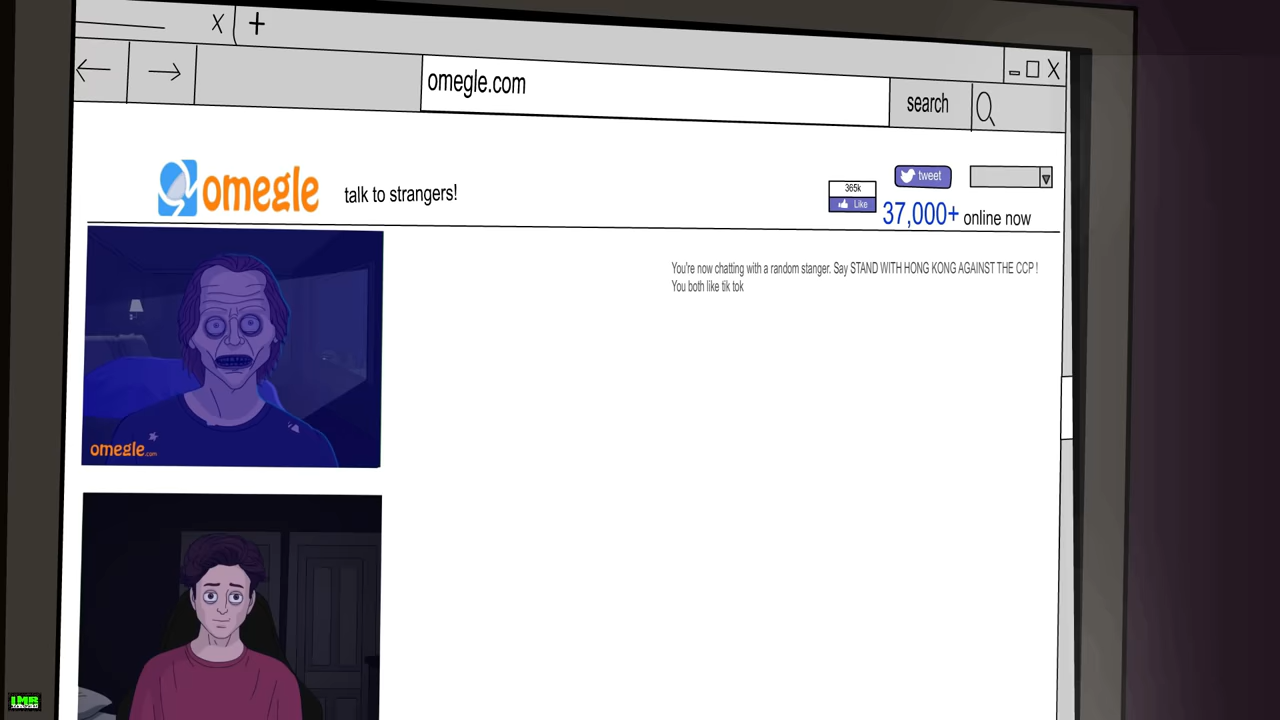 X +
omegle.com
search
X
omegle talk to strangers!
tweet
365k
Like
37,000+ online now
You're now chatting with a random stanger. Say STAND WITH HONG KONG AGAINST THE CCP !
You both like tik tok
omegle.com